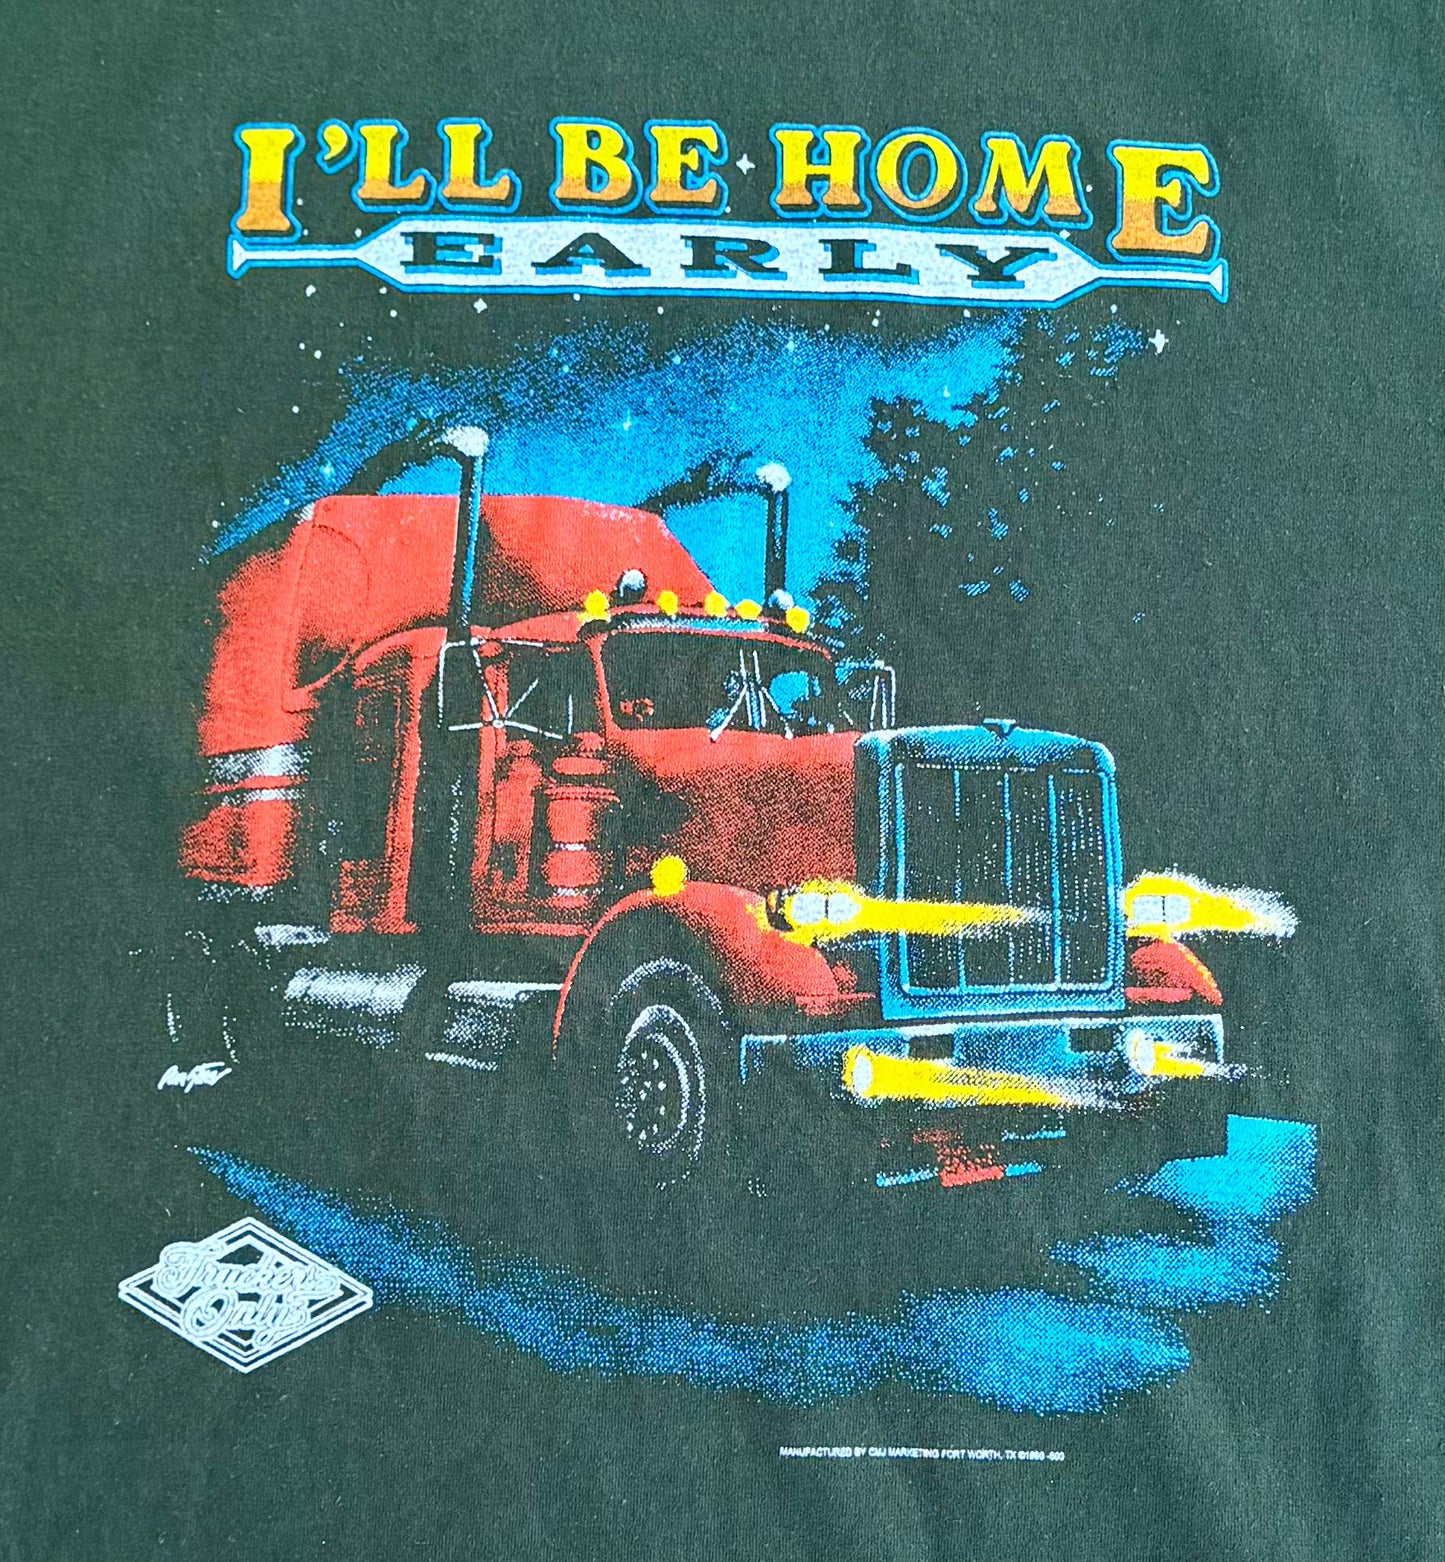 I'LL BE HOME
EARLY
Truckers
Only
MANUFACTURED BY CMJ MARKETING FORT WORTH, TX